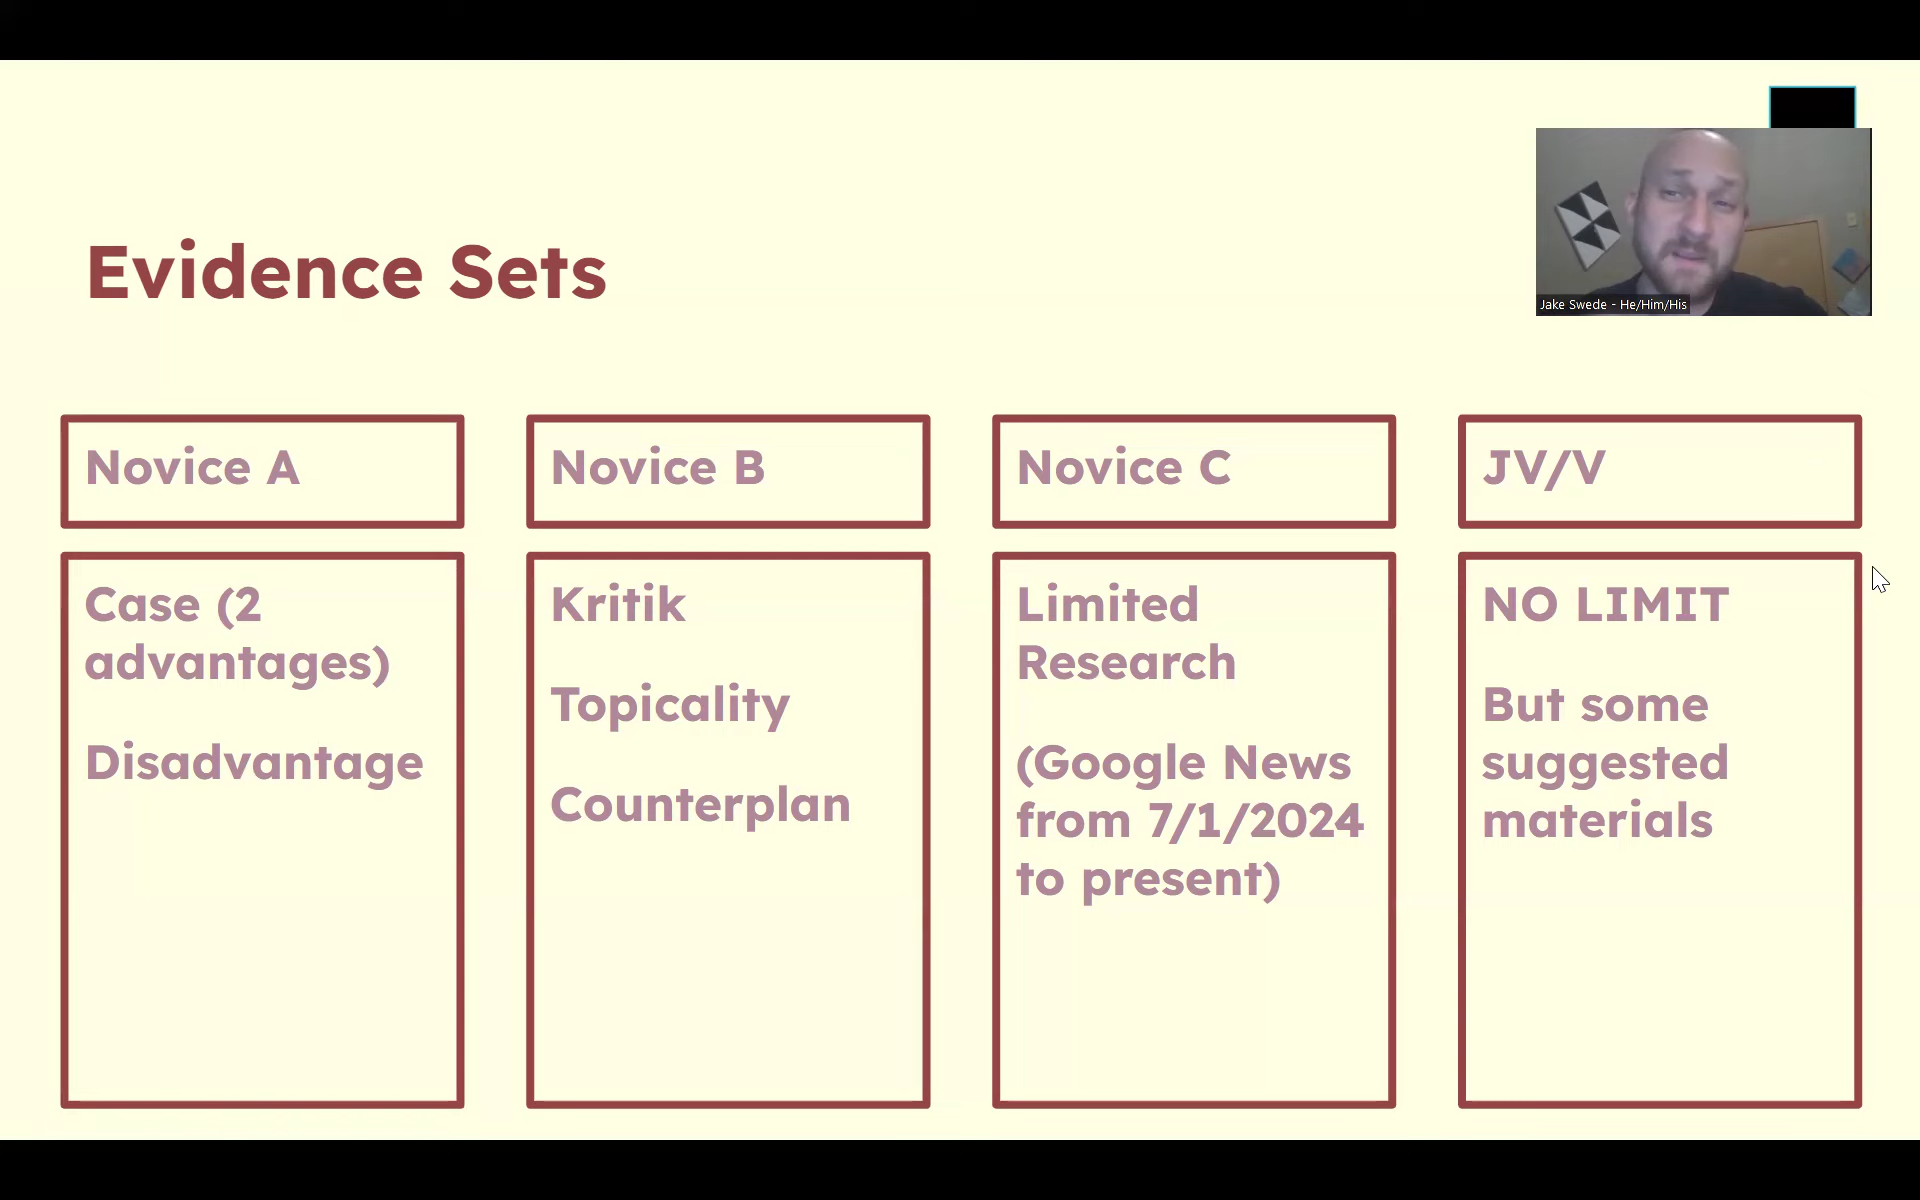 Evidence Sets
Jake Swede - He/Him/His
Novice A
Novice B
Novice C
JV/V
Case (2
advantages)
Disadvantage
Kritik
Topicality
Counterplan
Limited
Research
(Google News
from 7/1/2024
to present)
NO LIMIT
But some
suggested
materials